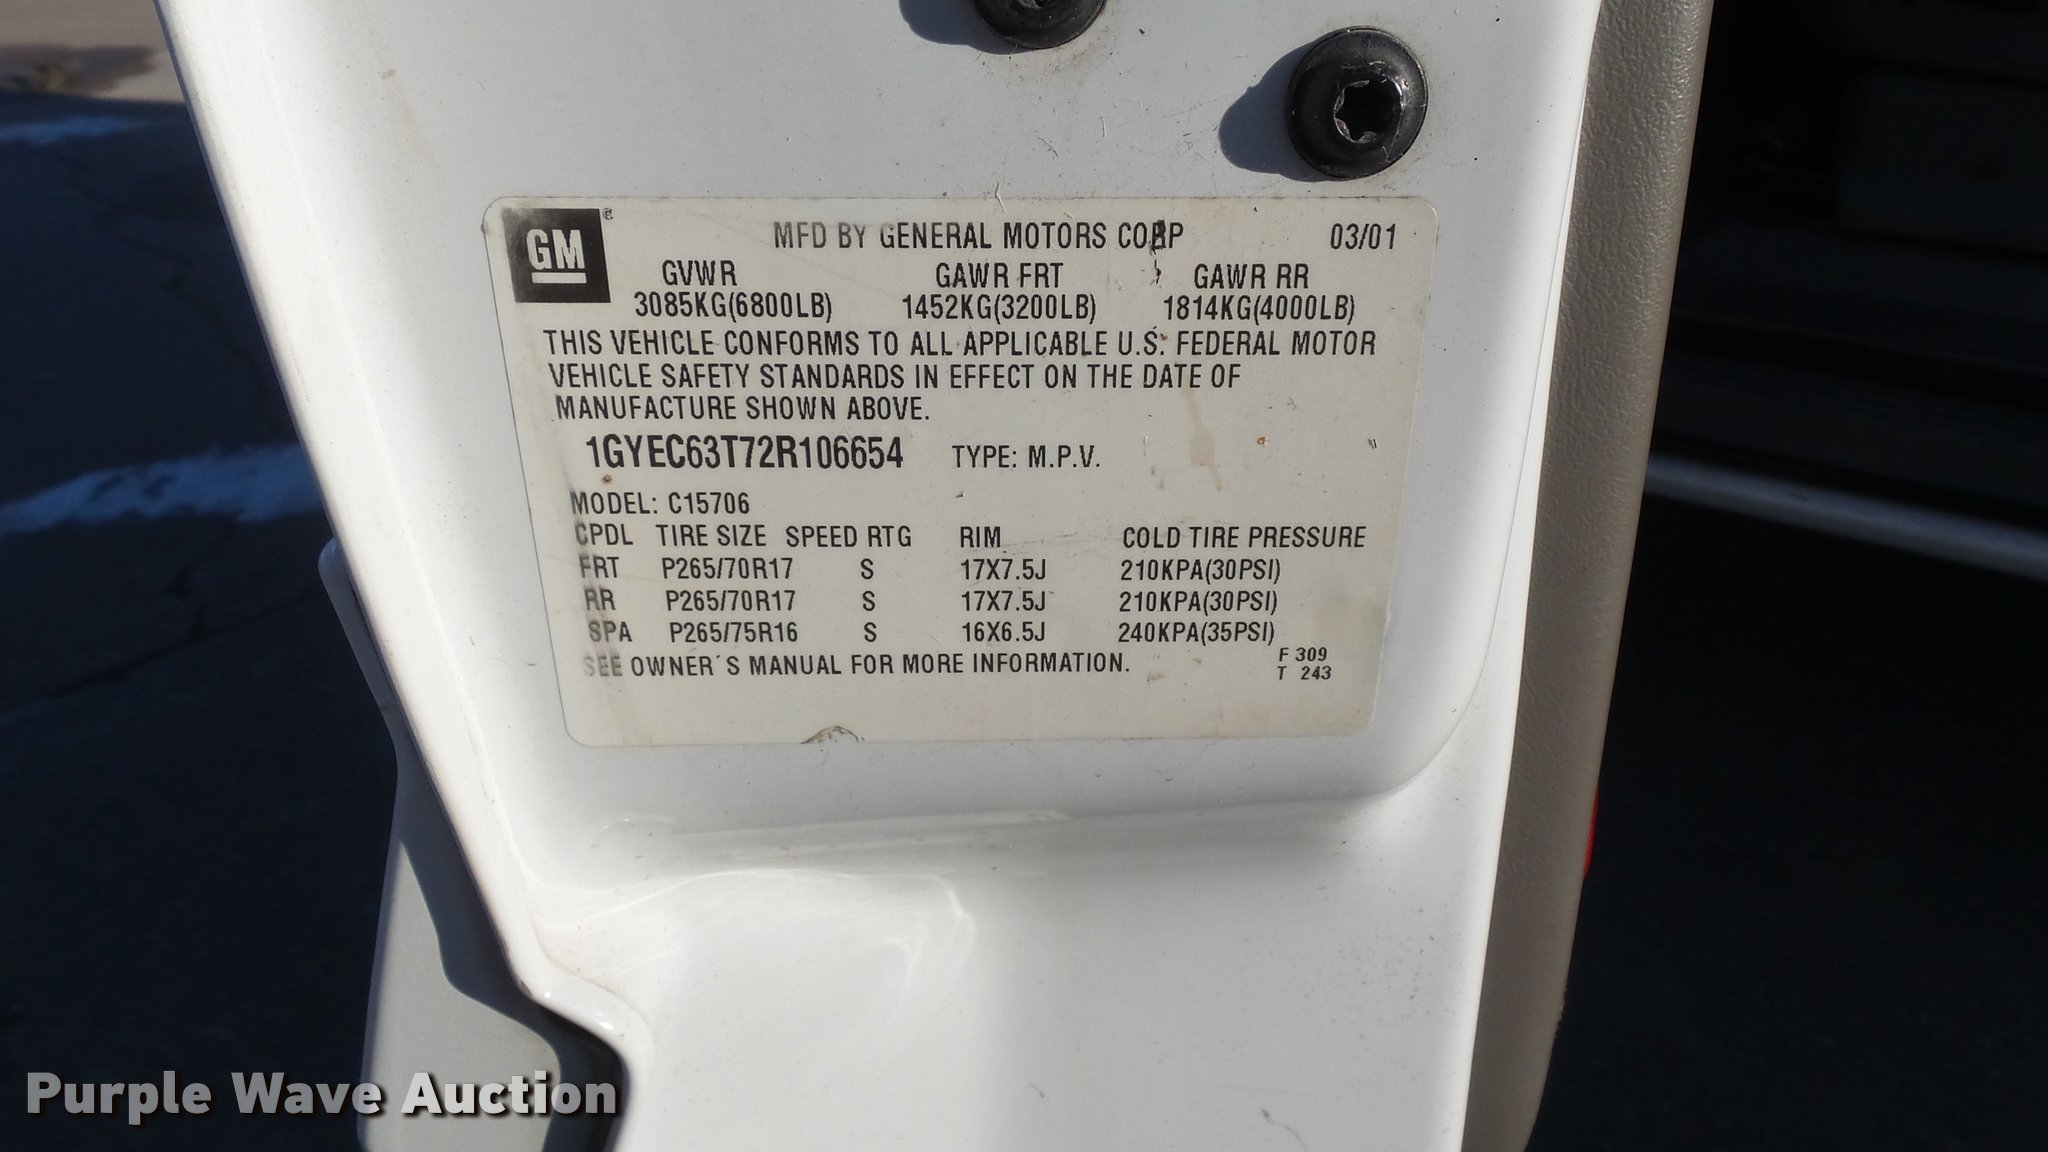 GM ®
MFD BY GENERAL MOTORS CORP 03/01
GVWR GAWR FRT GAWR RR
3085KG(6800LB) 1452KG(3200LB) 1814KG(4000LB)
THIS VEHICLE CONFORMS TO ALL APPLICABLE U.S. FEDERAL MOTOR
VEHICLE SAFETY STANDARDS IN EFFECT ON THE DATE OF
MANUFACTURE SHOWN ABOVE.
1GYEC63T72R106654 TYPE: M.P.V.
MODEL: C15706
CPDL TIRE SIZE SPEED RTG RIM COLD TIRE PRESSURE
FRT P265/70R17 S 17X7.5J 210KPA(30PSI)
RR P265/70R17 S 17X7.5J 210KPA(30PSI)
SPA P265/75R16 S 16X6.5J 240KPA(35PSI)
SEE OWNER´S MANUAL FOR MORE INFORMATION. F 309
T 243
Purple Wave Auction